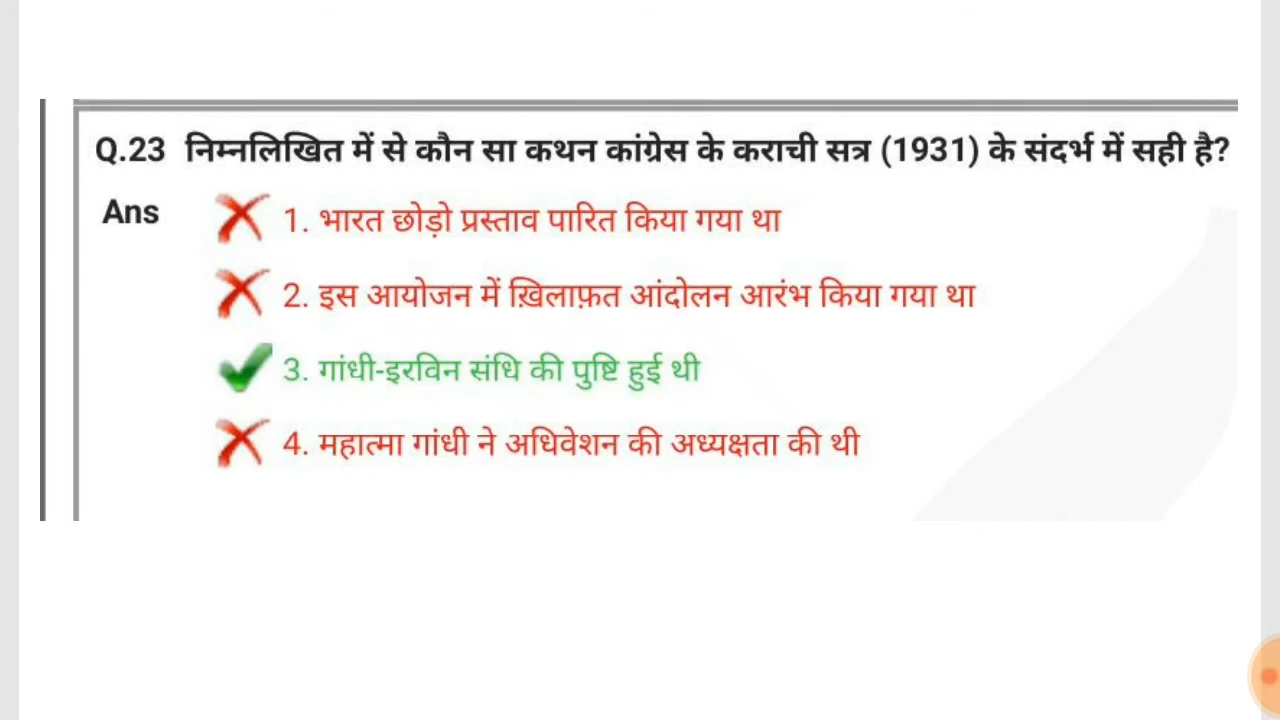 Q.23 निम्नलिखित में से कौन सा कथन कांग्रेस के कराची सत्र (1931) के संदर्भ में सही है?
Ans 1. भारत छोड़ो प्रस्ताव पारित किया गया था
2. इस आयोजन में ख़िलाफ़त आंदोलन आरंभ किया गया था
3. गांधी-इरविन संधि की पुष्टि हुई थी
4. महात्मा गांधी ने अधिवेशन की अध्यक्षता की थी